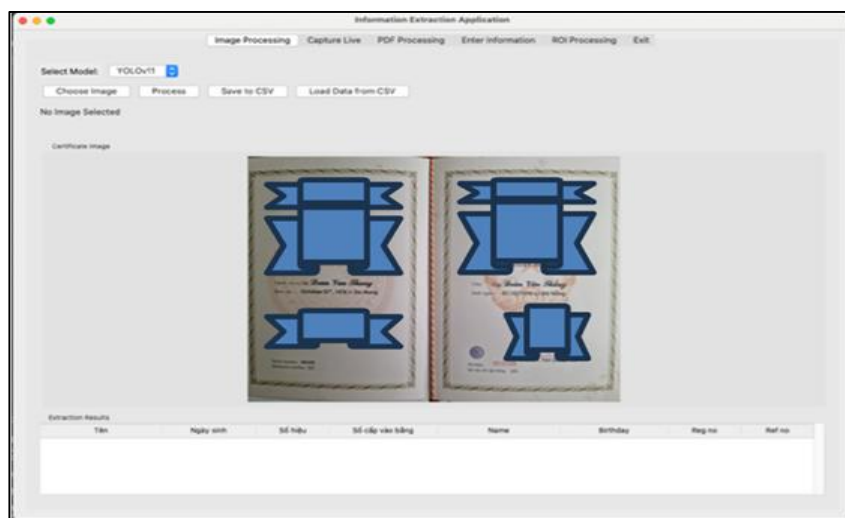 Information Extraction Application
Image Processing Capture Live PDF Processing Enter Information ROI Processing Exit
Select Model: YOLOv11
Choose Image Process Save to CSV Load Data from CSV
No Image Selected
Certificate Image
Extraction Results
Tên Ngày sinh Số hiệu Số cấp vào bằng Name Birthday Reg no Ref no